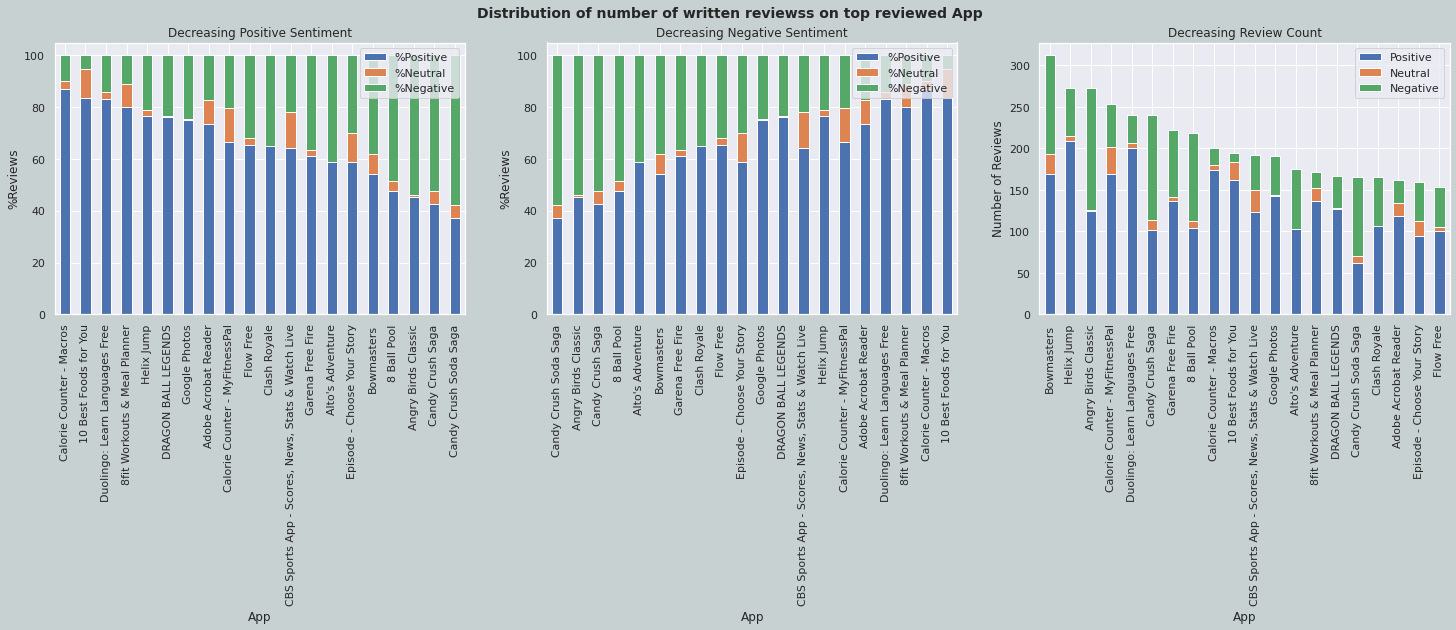 Distribution of number of written reviewss on top reviewed App
Decreasing Positive Sentiment
%Reviews
100
80
60
40
20
0
%Positive
%Neutral
%Negative
Calorie Counter - Macros
10 Best Foods for You
Duolingo: Learn Languages Free
8fit Workouts & Meal Planner
Helix Jump
DRAGON BALL LEGENDS
Google Photos
Adobe Acrobat Reader
Calorie Counter - MyFitnessPal
Flow Free
Clash Royale
CBS Sports App - Scores, News, Stats & Watch Live
Garena Free Fire
Alto's Adventure
Episode - Choose Your Story
Bowmasters
8 Ball Pool
Angry Birds Classic
Candy Crush Saga
Candy Crush Soda Saga
App
Decreasing Negative Sentiment
%Reviews
100
80
60
40
20
0
%Positive
%Neutral
%Negative
Candy Crush Soda Saga
Angry Birds Classic
Candy Crush Saga
8 Ball Pool
Alto's Adventure
Bowmasters
Garena Free Fire
Clash Royale
Flow Free
Episode - Choose Your Story
Google Photos
DRAGON BALL LEGENDS
CBS Sports App - Scores, News, Stats & Watch Live
Helix Jump
Calorie Counter - MyFitnessPal
Adobe Acrobat Reader
Duolingo: Learn Languages Free
8fit Workouts & Meal Planner
Calorie Counter - Macros
10 Best Foods for You
App
Decreasing Review Count
Number of Reviews
300
250
200
150
100
50
0
Positive
Neutral
Negative
Bowmasters
Helix Jump
Angry Birds Classic
Calorie Counter - MyFitnessPal
Duolingo: Learn Languages Free
Candy Crush Saga
Garena Free Fire
8 Ball Pool
Calorie Counter - Macros
10 Best Foods for You
CBS Sports App - Scores, News, Stats & Watch Live
Google Photos
Alto's Adventure
8fit Workouts & Meal Planner
DRAGON BALL LEGENDS
Candy Crush Soda Saga
Clash Royale
Adobe Acrobat Reader
Episode - Choose Your Story
Flow Free
App